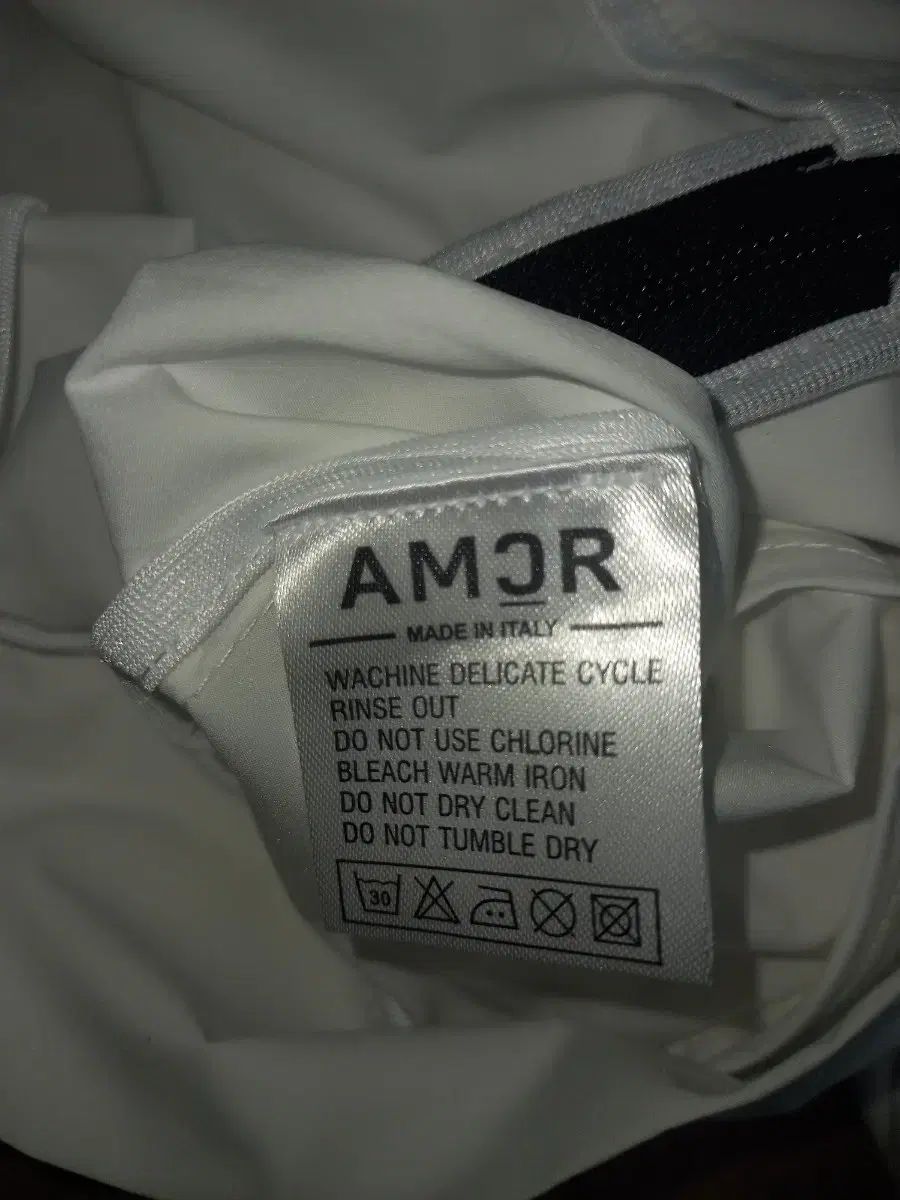 AMOR
MADE IN ITALY
WACHINE DELICATE CYCLE
RINSE OUT
DO NOT USE CHLORINE
BLEACH WARM IRON
DO NOT DRY CLEAN
DO NOT TUMBLE DRY
30